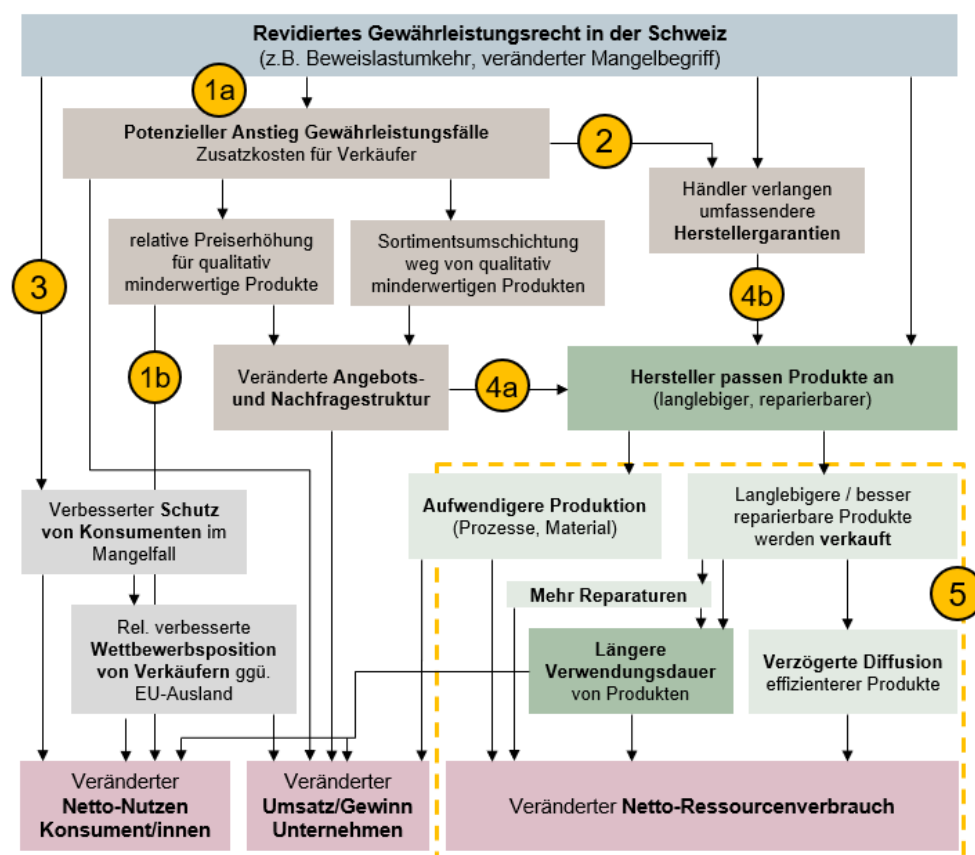 Revidiertes Gewährleistungsrecht in der Schweiz
(z.B. Beweislastumkehr, veränderter Mangelbegriff)
1a
Potenzieller Anstieg Gewährleistungsfälle
Zusatzkosten für Verkäufer
2
Händler verlangen
umfassendere
Herstellergarantien
relative Preiserhöhung
für qualitativ
minderwertige Produkte
Sortimentsumschichtung
weg von qualitativ
minderwertigen Produkten
3
4b
1b
Veränderte Angebots-
und Nachfragestruktur
4a
Hersteller passen Produkte an
(langlebiger, reparierbarer)
Verbesserter Schutz
von Konsumenten im
Mangelfall
Aufwendigere Produktion
(Prozesse, Material)
Langlebigere / besser
reparierbare Produkte
werden verkauft
5
Mehr Reparaturen
Rel. verbesserte
Wettbewerbsposition
von Verkäufern ggü.
EU-Ausland
Längere
Verwendungsdauer
von Produkten
Verzögerte Diffusion
effizienterer Produkte
Veränderter
Netto-Nutzen
Konsument/innen
Veränderter
Umsatz/Gewinn
Unternehmen
Veränderter Netto-Ressourcenverbrauch